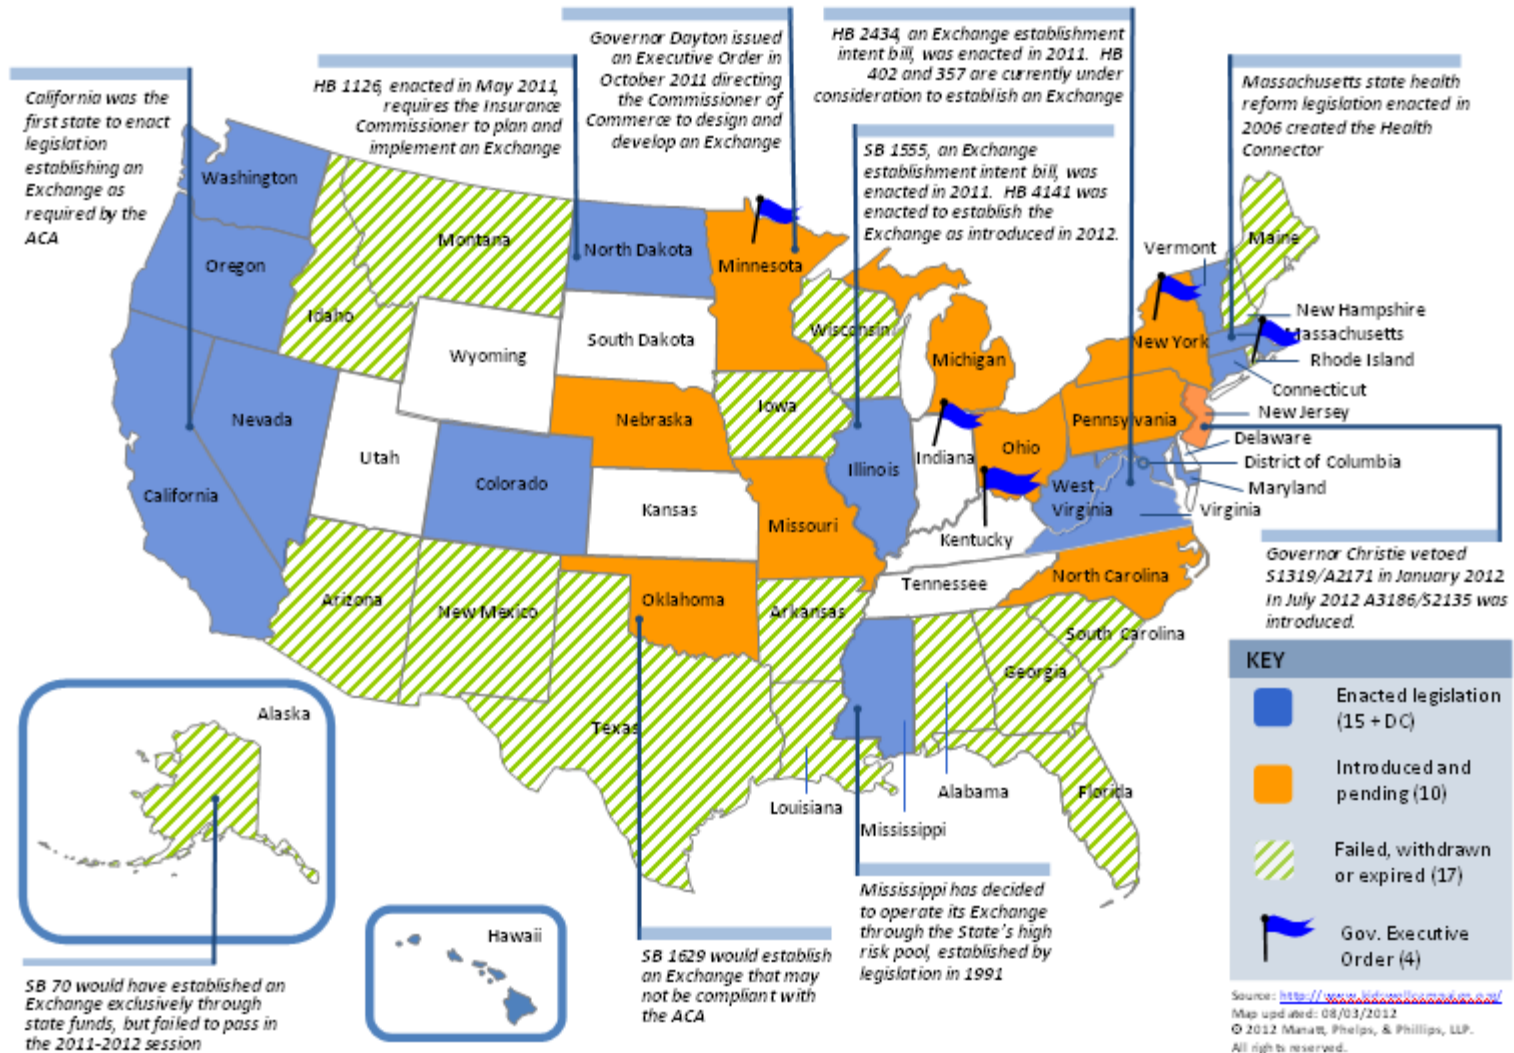 California was the
first state to enact
legislation
establishing an
Exchange as
required by the
ACA
HB 1126, enacted in May 2011,
requires the Insurance
Commissioner to plan and
implement an Exchange
Governor Dayton issued
an Executive Order in
October 2011 directing
the Commissioner of
Commerce to design and
develop an Exchange
HB 2434, an Exchange establishment
intent bill, was enacted in 2011. HB
402 and 357 are currently under
consideration to establish an Exchange
SB 1555, an Exchange
establishment intent bill, was
enacted in 2011. HB 4141 was
enacted to establish the
Exchange as introduced in 2012.
Massachusetts state health
reform legislation enacted in
2006 created the Health
Connector
Washington
Oregon
Idaho
Montana
North Dakota
Minnesota
South Dakota
Wyoming
Wisconsin
Michigan
Vermont
Maine
New Hampshire
Massachusetts
New York
Rhode Island
Connecticut
New Jersey
Pennsylvania
Delaware
District of Columbia
Maryland
Virginia
West
Virginia
Ohio
Indiana
Illinois
Iowa
Nebraska
Nevada
Utah
Colorado
California
Kansas
Missouri
Kentucky
Tennessee
North Carolina
South Carolina
Arizona
New Mexico
Oklahoma
Arkansas
Georgia
Texas
Louisiana
Mississippi
Alabama
Florida
Alaska
Hawaii
Governor Christie vetoed
S1319/A2171 in January 2012
In July 2012 A3186/S2135 was
introduced.
SB 70 would have established an
Exchange exclusively through
state funds, but failed to pass in
the 2011-2012 session
SB 1629 would establish
an Exchange that may
not be compliant with
the ACA
Mississippi has decided
to operate its Exchange
through the State's high
risk pool, established by
legislation in 1991
KEY
Enacted legislation
(15 + DC)
Introduced and
pending (10)
Failed, withdrawn
or expired (17)
Gov. Executive
Order (4)
Source: http://www.kidswellcampaign.org/
Map updated: 08/03/2012
© 2012 Manatt, Phelps, & Phillips, LLP.
All rights reserved.